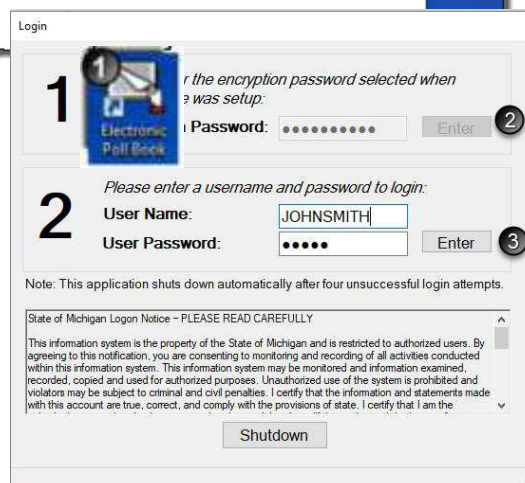 Login
1
1
r the encryption password selected when
e was setup:
Electronic
Poll Book
Password:
Enter
2
2
Please enter a username and password to login:
User Name:
JOHNSMITH
User Password:
Enter
3
Note: This application shuts down automatically after four unsuccessful login attempts.
State of Michigan Logon Notice – PLEASE READ CAREFULLY
This information system is the property of the State of Michigan and is restricted to authorized users. By
agreeing to this notification, you are consenting to monitoring and recording of all activities conducted
within this information system. This information system may be monitored and information examined,
recorded, copied and used for authorized purposes. Unauthorized use of the system is prohibited and
violators may be subject to criminal and civil penalties. I certify that the information and statements made
with this account are true, correct, and comply with the provisions of state. I certify that I am the
Shutdown